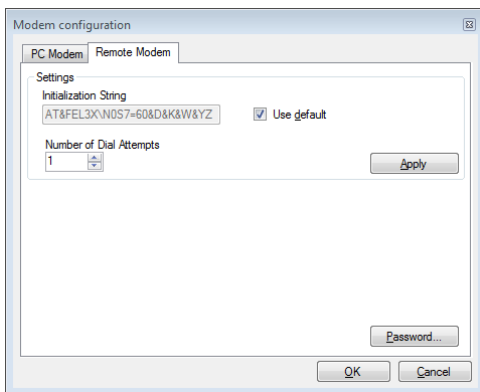 Modem configuration
PC Modem Remote Modem
Settings
Initialization String
AT&FEL3X\N0S7=60&D&K&W&YZ Use default
Number of Dial Attempts
1
Apply
Password...
OK Cancel